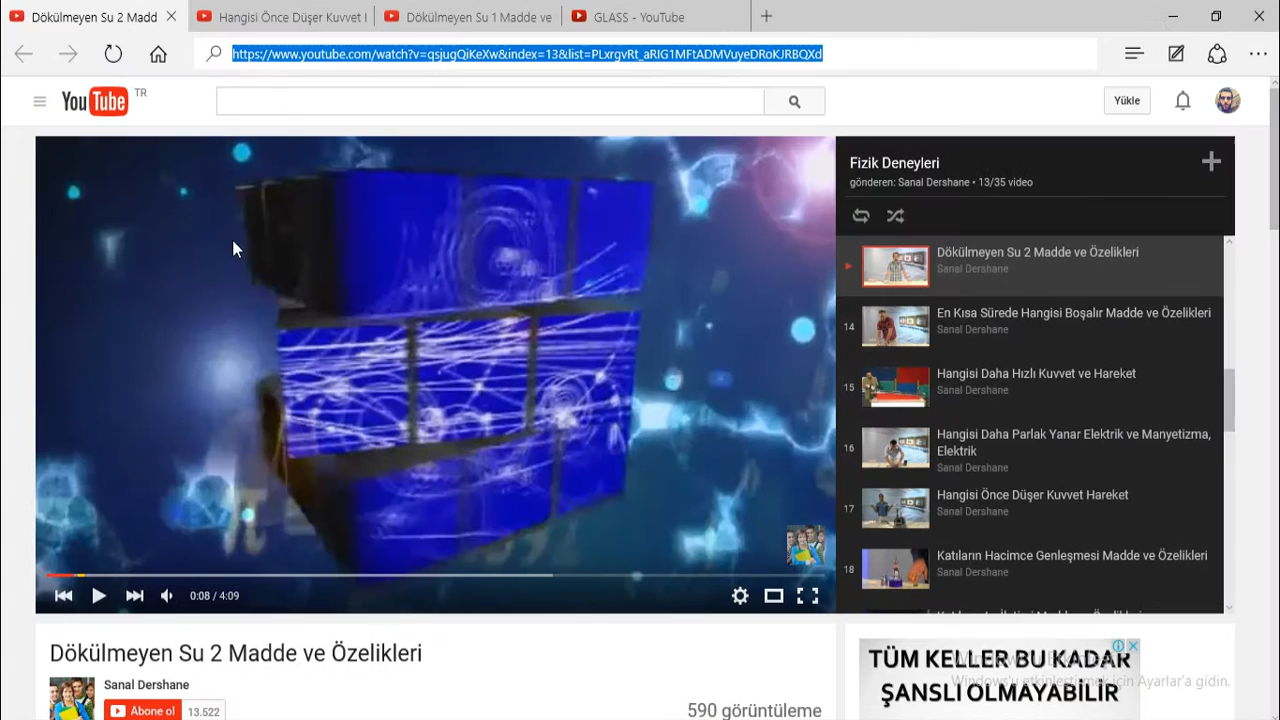 Dökülmeyen Su 2 Madd
Hangisi Önce Düşer Kuvvet
Dökülmeyen Su 1 Madde ve
GLASS - YouTube
https://www.youtube.com/watch?v=qsjugQiKeXw&index=13&list=PLxrgvRt_aRIG1MFtADMVuyeDRoKJRBQXd
YouTube TR
Yükle
Fizik Deneyleri
gönderen: Sanal Dershane • 13/35 video
Dökülmeyen Su 2 Madde ve Özelikleri
Sanal Dershane
14
En Kısa Sürede Hangisi Boşalır Madde ve Özelikleri
Sanal Dershane
15
Hangisi Daha Hızlı Kuvvet ve Hareket
Sanal Dershane
16
Hangisi Daha Parlak Yanar Elektrik ve Manyetizma,
Elektrik
Sanal Dershane
17
Hangisi Önce Düşer Kuvvet Hareket
Sanal Dershane
18
Katıların Hacimce Genleşmesi Madde ve Özelikleri
Sanal Dershane
0:08 / 4:09
Dökülmeyen Su 2 Madde ve Özelikleri
Sanal Dershane
Abone ol 13.522
590 görüntüleme
TÜM KELLER BU KADAR
ŞANSLI OLMAYABİLİR
Windows'u etkinleştirmek için Ayarlar'a gidin.